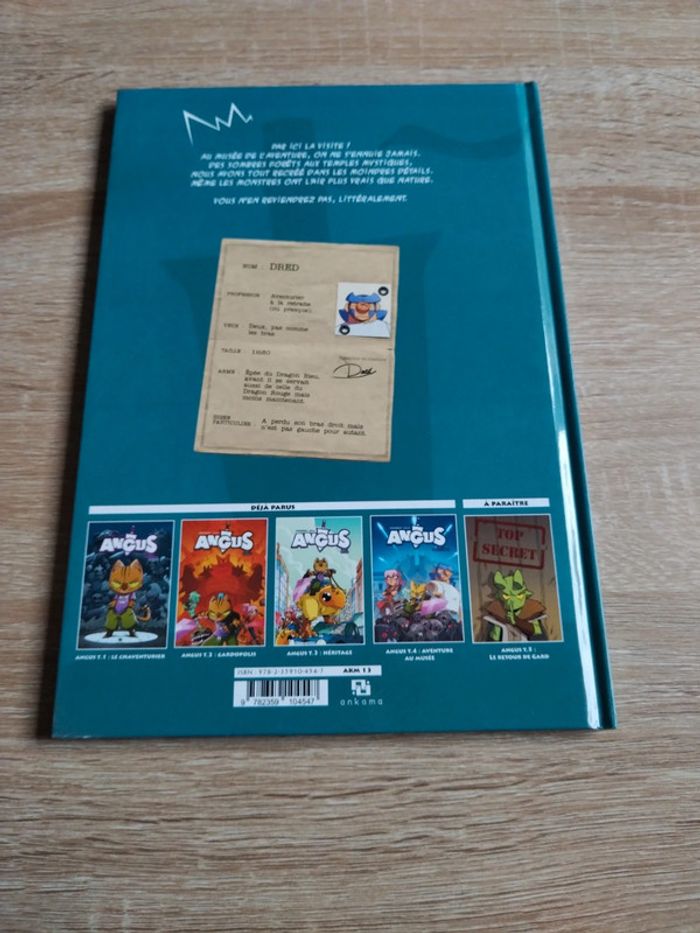 PAR ICI LA VISITE !
AU MUSÉE DE L'AVENTURE, ON NE S'ENNUIE JAMAIS.
DES SOMBRES FORÊTS AUX TEMPLES MYSTIQUES,
NOUS AVONS TOUT RECRÉÉ DANS LES MOINDRES DÉTAILS.
MÊME LES MONSTRES ONT L'AIR PLUS VRAIS QUE NATURE.
VOUS N'EN REVIENDREZ PAS, LITTÉRALEMENT.
NOM : DRED
PROFESSION : Aventurier
à la retraite
(ou presque)
YEUX : Deux, pas comme
les bras
TAILLE : 1m80
Dred
ARME : Épée du Dragon Bleu,
avant il se servait
aussi de celle du
Dragon Rouge mais
moins maintenant.
SIGNE
PARTICULIER : A perdu son bras droit mais
n'est pas gauche pour autant.
DÉJÀ PARUS
À PARAÎTRE
ANGUS
ANGUS
ANGUS
ANGUS
TOP
SECRET
ANGUS T.1 : LE CHAVENTURIER
ANGUS T.2 : GARDOPOLIS
ANGUS T.3 : HÉRITAGE
ANGUS T.4 : AVENTURE
AU MUSÉE
ANGUS T.5 :
LE RETOUR DE GARD
ISBN : 978-2-35910-454-7
AKM 13
9 782359 104547
ankama